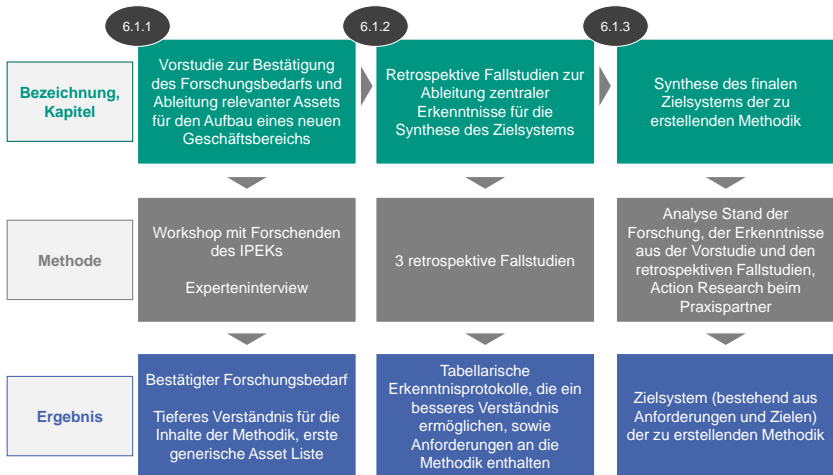 6.1.1
6.1.2
6.1.3
Bezeichnung,
Kapitel
Vorstudie zur Bestätigung
des Forschungsbedarfs und
Ableitung relevanter Assets
für den Aufbau eines neuen
Geschäftsbereichs
Retrospektive Fallstudien zur
Ableitung zentraler
Erkenntnisse für die
Synthese des Zielsystems
Synthese des finalen
Zielsystems der zu
erstellenden Methodik
Methode
Workshop mit Forschenden
des IPEKs
Experteninterview
3 retrospektive Fallstudien
Analyse Stand der
Forschung, der Erkenntnisse
aus der Vorstudie und den
retrospektiven Fallstudien,
Action Research beim
Praxispartner
Ergebnis
Bestätigter Forschungsbedarf
Tieferes Verständnis für die
Inhalte der Methodik, erste
generische Asset Liste
Tabellarische
Erkenntnisprotokolle, die ein
besseres Verständnis
ermöglichen, sowie
Anforderungen an die
Methodik enthalten
Zielsystem (bestehend aus
Anforderungen und Zielen)
der zu erstellenden Methodik